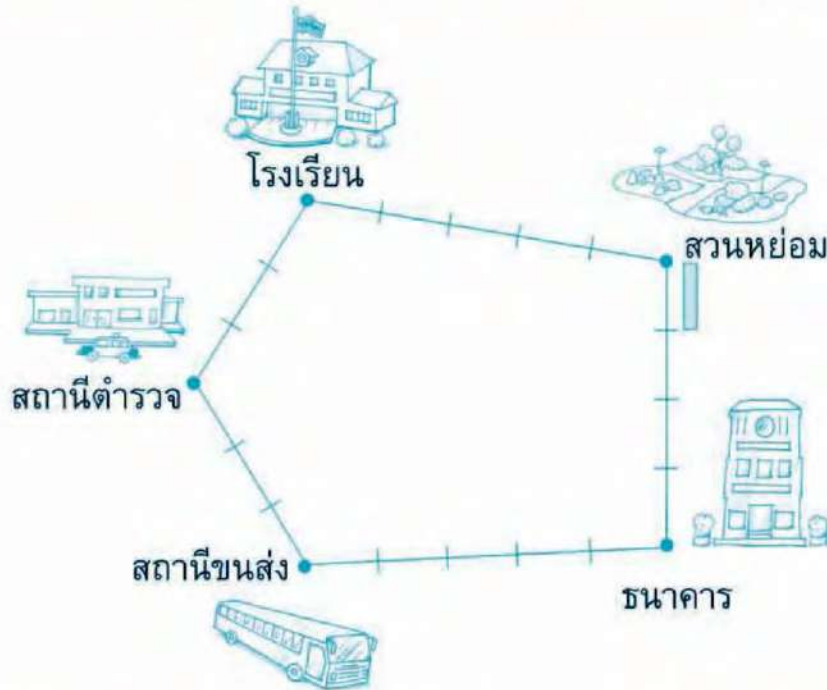 โรงเรียน
สวนหย่อม
สถานีตำรวจ
สถานีขนส่ง
ธนาคาร